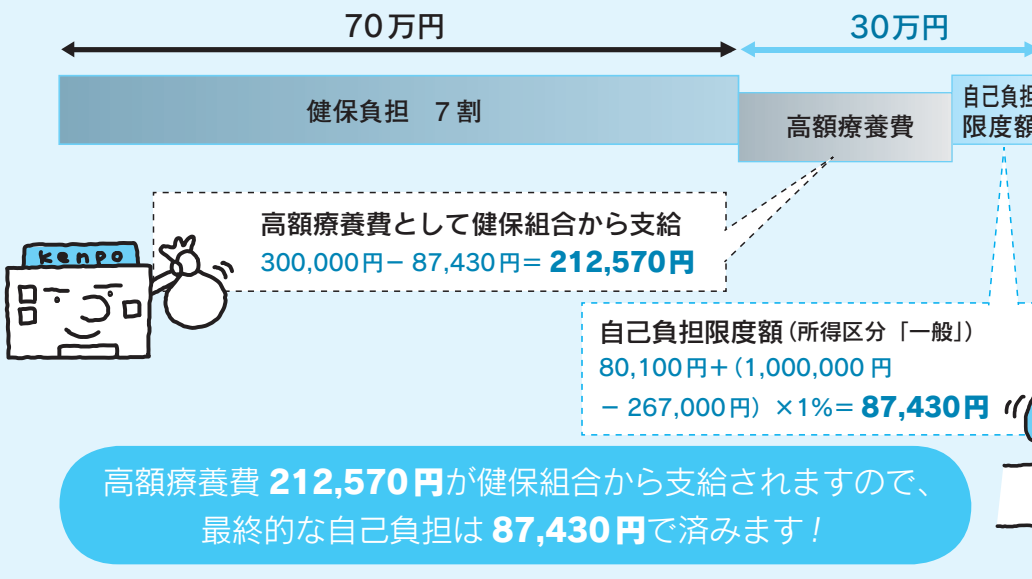 70万円
30万円
健保負担 7割
高額療養費
自己負担
限度額
高額療養費として健保組合から支給
300,000円－87,430円＝212,570円
kenpo
自己負担限度額（所得区分「一般」）
80,100円＋（1,000,000円
－267,000円）×1%＝87,430円
高額療養費212,570円が健保組合から支給されますので、
最終的な自己負担は87,430円で済みます！